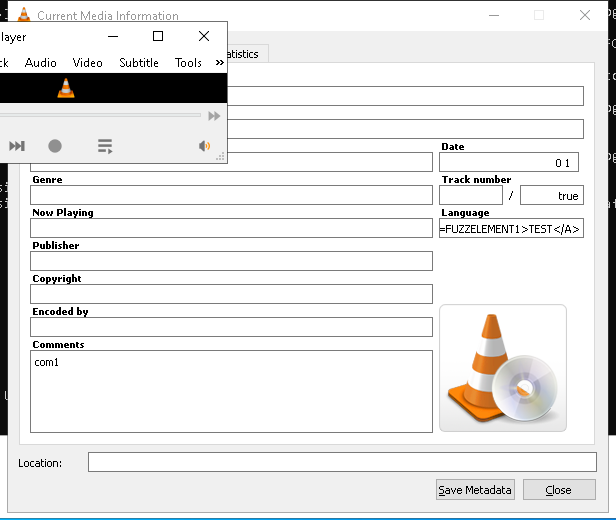 Current Media Information
layer
ck Audio Video Subtitle Tools »
atistics
Date
0 1
Genre
Track number
/ true
Now Playing
Language
=FUZZELEMENT1>TEST</A>
Publisher
Copyright
Encoded by
Comments
com1
Location:
Save Metadata Close